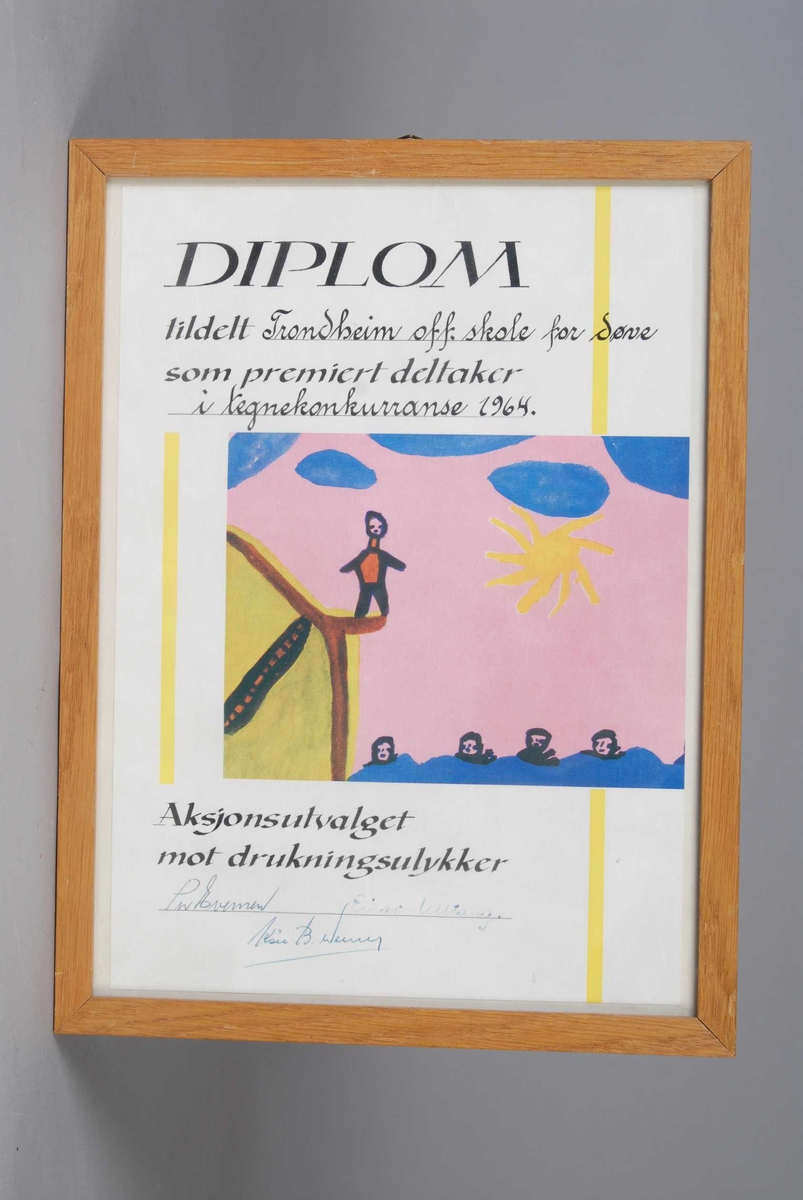 DIPLOM
tildelt Trondheim off. skole for døve
som premiert deltaker
i tegnekonkurranse 1964.
Aksjonsutvalget
mot drukningsulykker